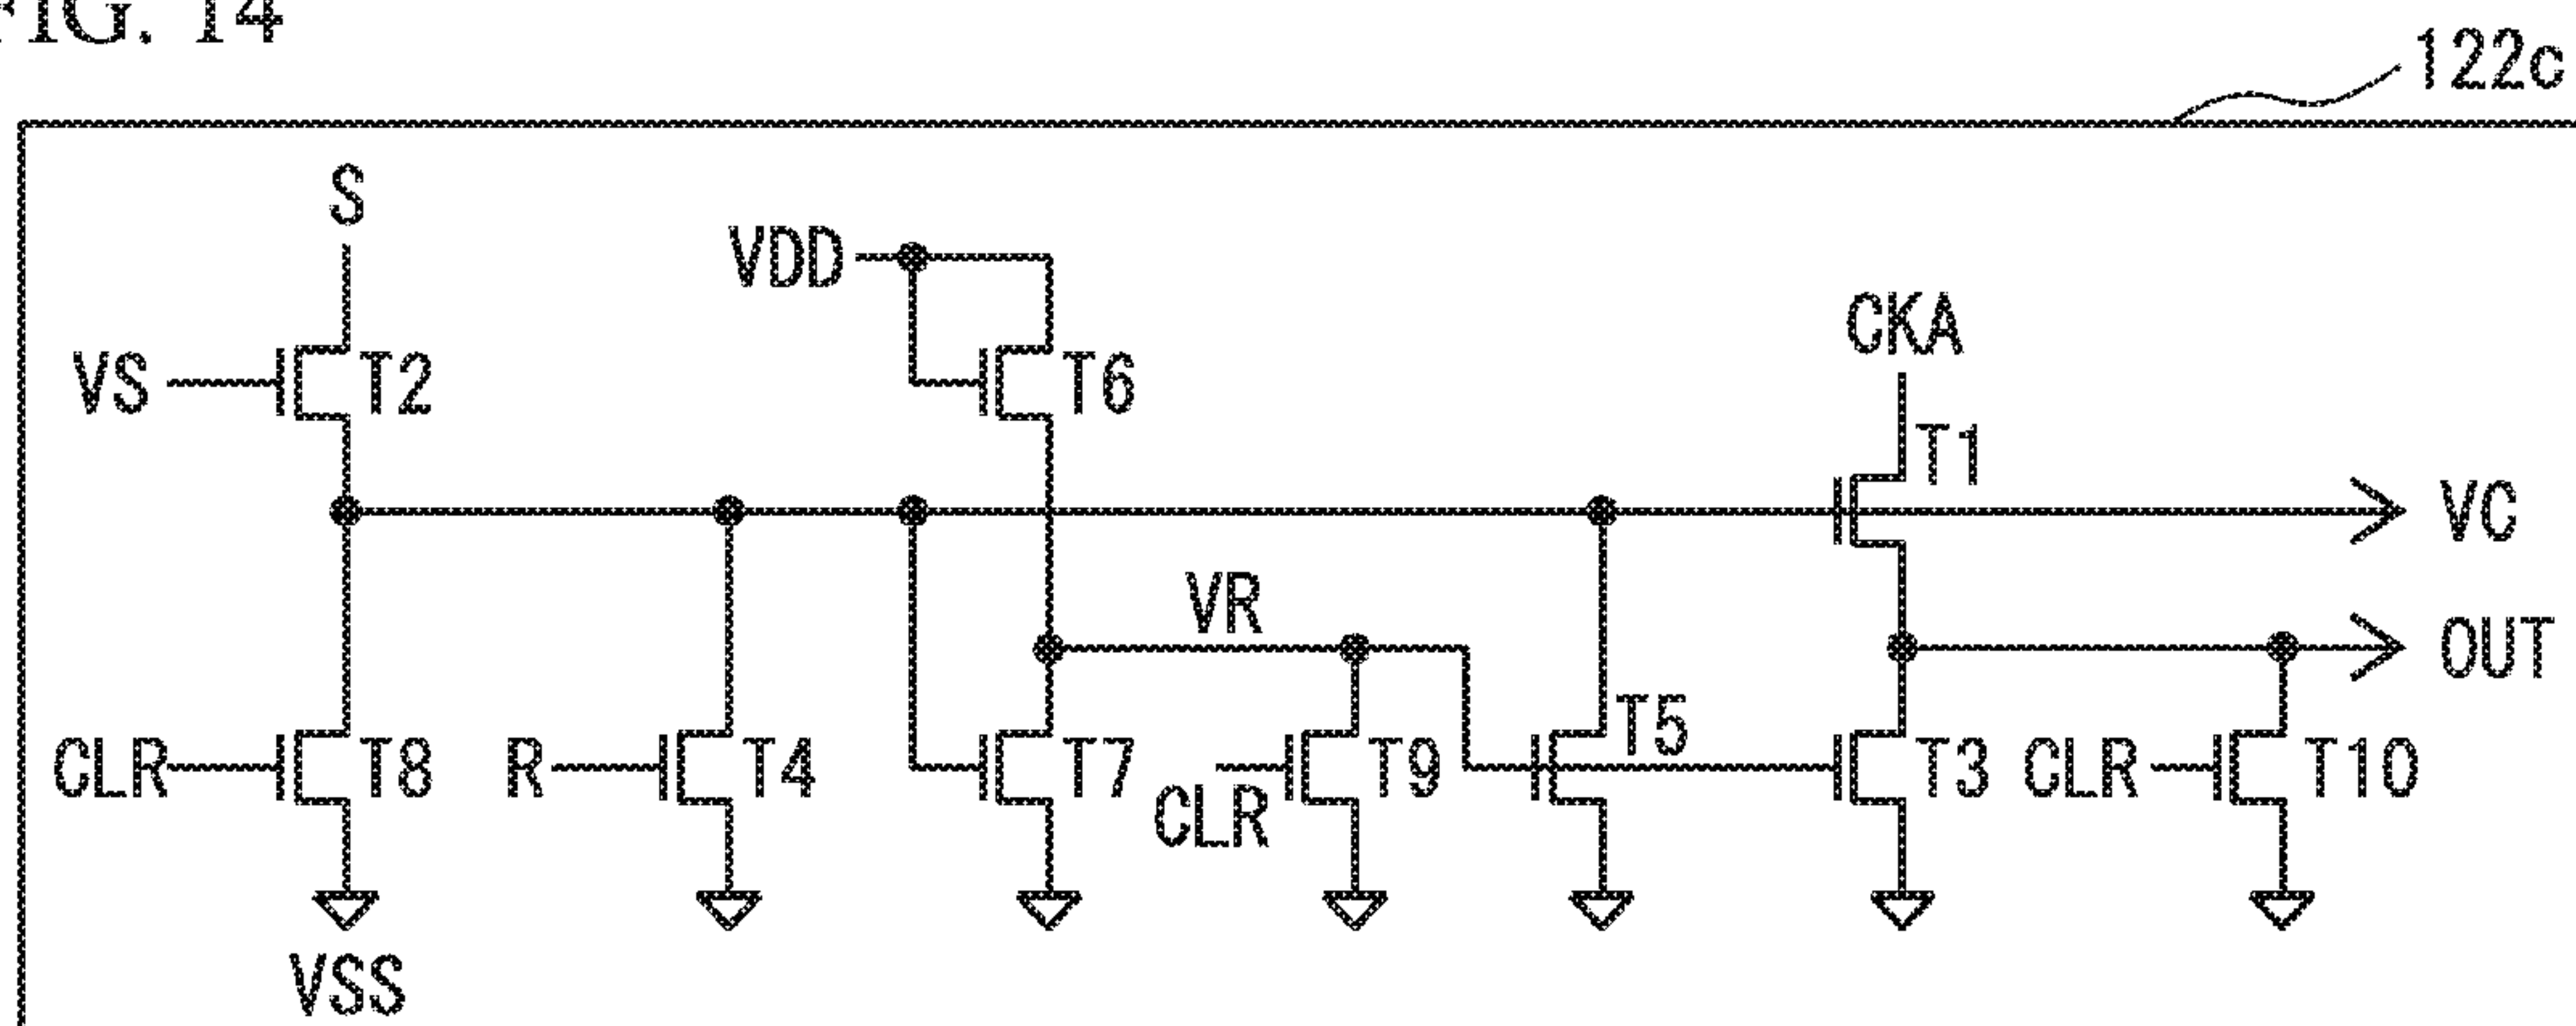 FIG. 14
122c
S
VDD
CKA
VS
T2
T6
T1
VC
VR
OUT
T5
CLR
T8
R
T4
T7
CLR
T9
T3
CLR
T10
VSS